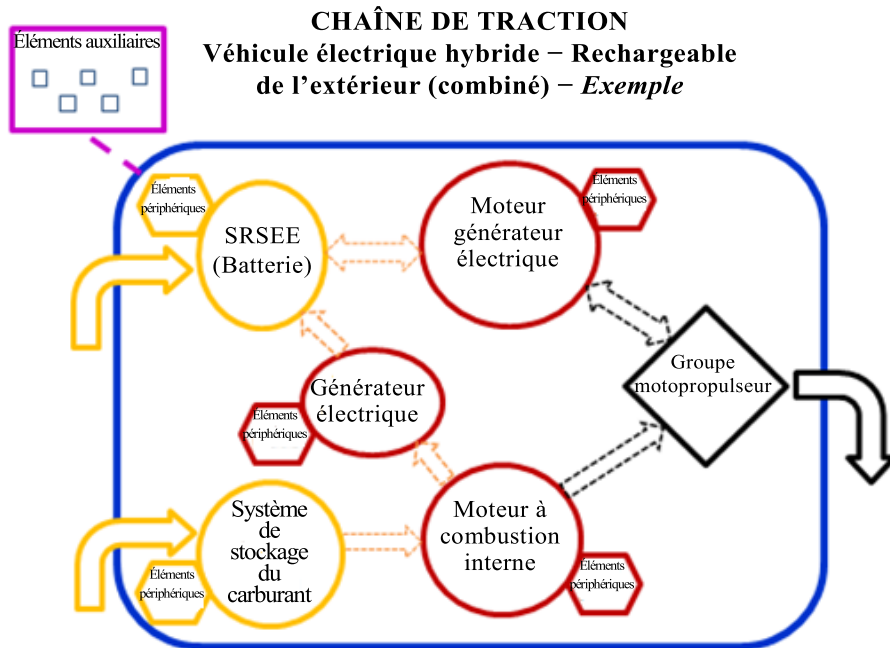 CHAÎNE DE TRACTION
Véhicule électrique hybride – Rechargeable
de l’extérieur (combiné) – Exemple
Éléments auxiliaires
Éléments
périphériques
SRSEE
(Batterie)
Moteur
générateur
électrique
Éléments
périphériques
Groupe
motopropulseur
Générateur
électrique
Éléments
périphériques
Système
de
stockage
du
carburant
Éléments
périphériques
Moteur à
combustion
interne
Éléments
périphériques